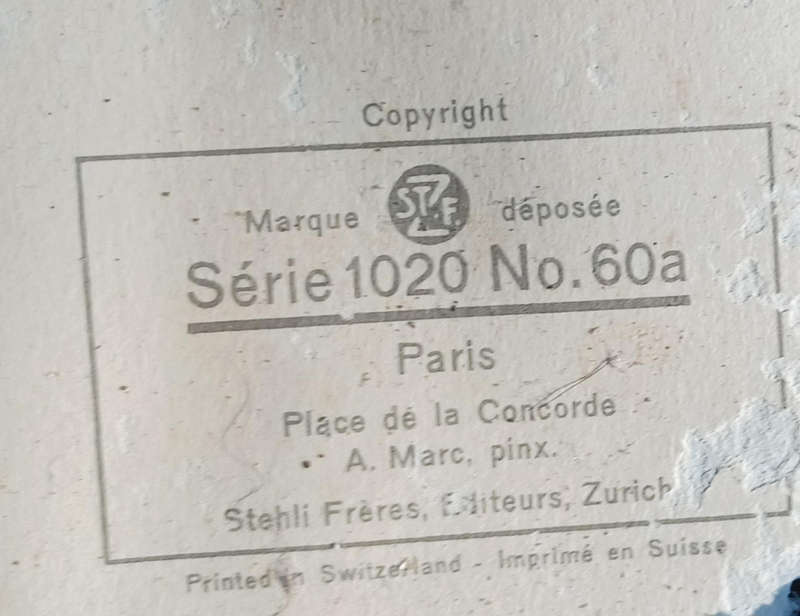 Copyright
Marque STZF. déposée
Série 1020 No. 60a
Paris
Place de la Concorde
A. Marc, pinx.
Stehli Frères, Editeurs, Zurich
Printed in Switzerland - Imprimé en Suisse